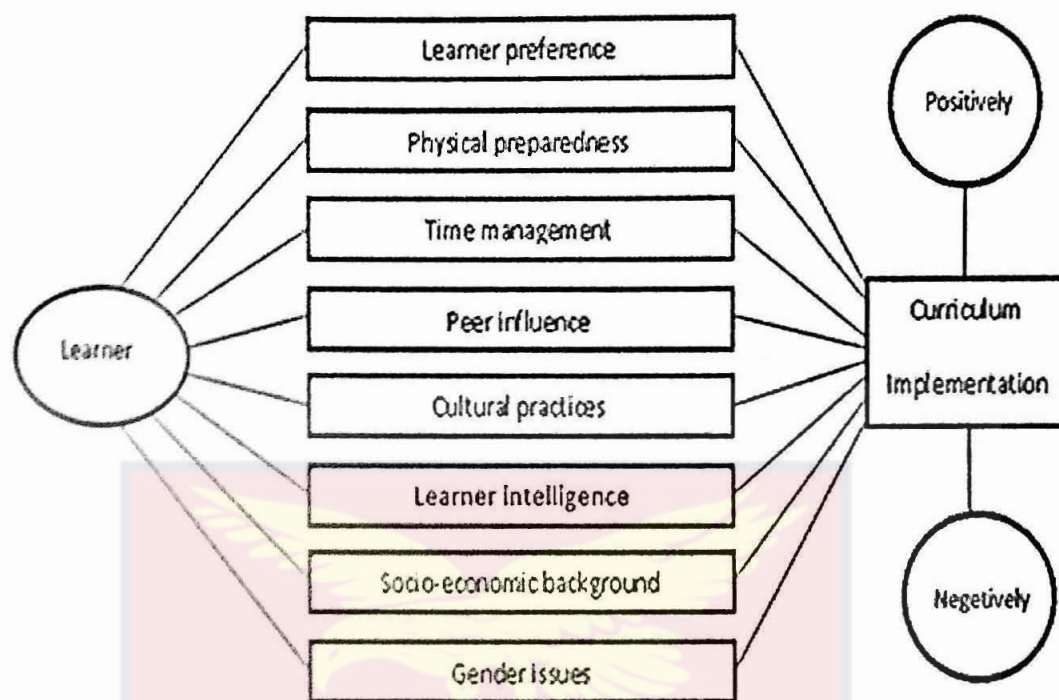 Learner preference
Positively
Physical preparedness
Time management
Curriculum
Implementation
Peer influence
Learner
Cultural practices
Learner intelligence
Socio-economic background
Negetively
Gender issues